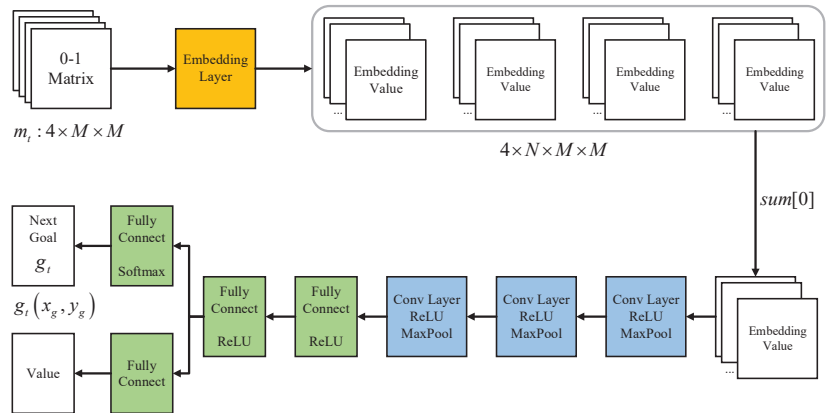 0-1
Matrix
m_t : 4 × M × M
Embedding
Layer
Embedding
Value
...
Embedding
Value
...
Embedding
Value
...
Embedding
Value
...
4 × N × M × M
sum[0]
Embedding
Value
...
Conv Layer
ReLU
MaxPool
Conv Layer
ReLU
MaxPool
Conv Layer
ReLU
MaxPool
Fully
Connect
ReLU
Fully
Connect
ReLU
Fully
Connect
Softmax
Next
Goal
g_t
g_t (x_g, y_g)
Fully
Connect
Value